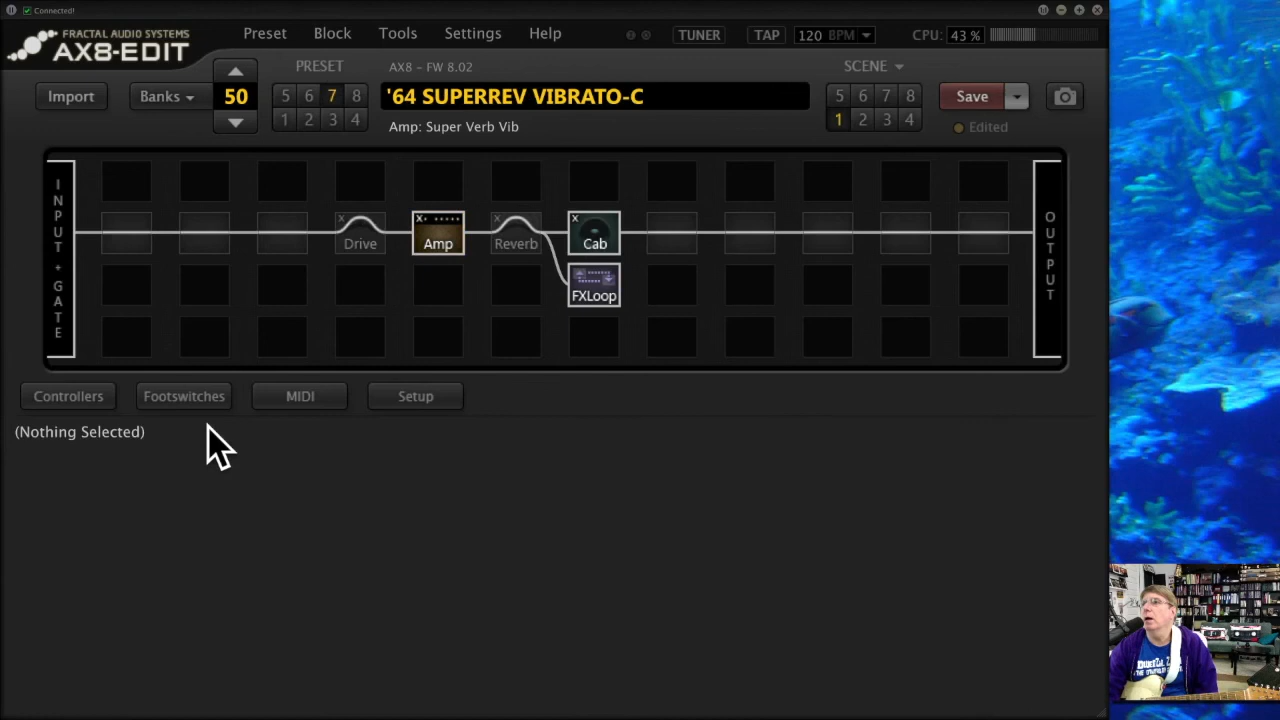 Connected!
FRACTAL AUDIO SYSTEMS
AX8-EDIT
Preset Block Tools Settings Help
TUNER TAP 120 BPM CPU: 43 %
PRESET AX8 - FW 8.02 SCENE
Import Banks 50 5 6 7 8 '64 SUPERREV VIBRATO-C 5 6 7 8 Save
1 2 3 4 Amp: Super Verb Vib 1 2 3 4 Edited
INPUT + GATE
Drive Amp Reverb Cab
FXLoop
OUTPUT
Controllers Footswitches MIDI Setup
(Nothing Selected)